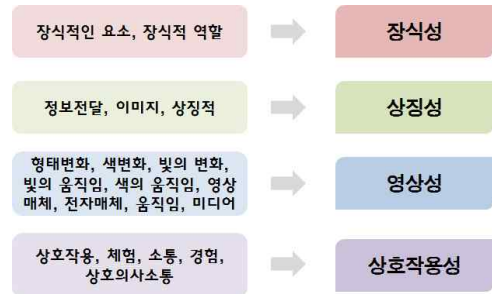 장식적인 요소, 장식적 역할
장식성
정보전달, 이미지, 상징적
상징성
형태변화, 색변화, 빛의 변화,
빛의 움직임, 색의 움직임, 영상
매체, 전자매체, 움직임, 미디어
영상성
상호작용, 체험, 소통, 경험,
상호의사소통
상호작용성